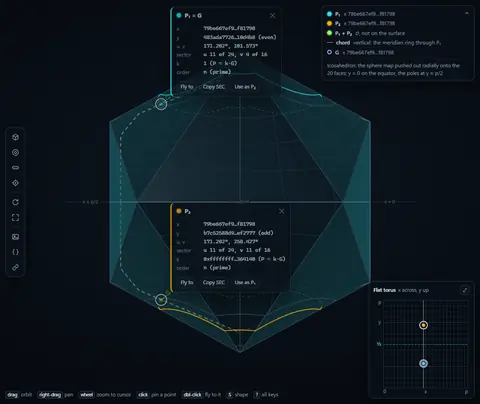 P₁ = G
x 79be667ef9…f81798
y 483ada7726…10d4b8 (even)
u, v 171.202°, 101.573°
sector u 11 of 24, v 4 of 16
k 1 (P = k·G)
order n (prime)
Fly to Copy SEC Use as P₂
P₁ x 79be667ef9…f81798
P₂ x 79be667ef9…f81798
P₁ + P₂ not on the surface
chord vertical: the meridian ring through P₁
G x 79be667ef9…f81798
icosahedron: the sphere map pushed out radially onto the
20 faces: y = 0 on the equator, the poles at y = p/2
P₂
x 79be667ef9…f81798
y b7c52588d9…ef2777 (odd)
u, v 171.202°, 258.427°
sector u 11 of 24, v 11 of 16
k 0xffffffff…364140 (P = k·G)
order n (prime)
Fly to Copy SEC Use as P₁
Flat torus x across, y up
p
y
½
0
0 x p
drag orbit right-drag pan wheel zoom to cursor click pin a point dbl-click fly to it S shape ? all keys